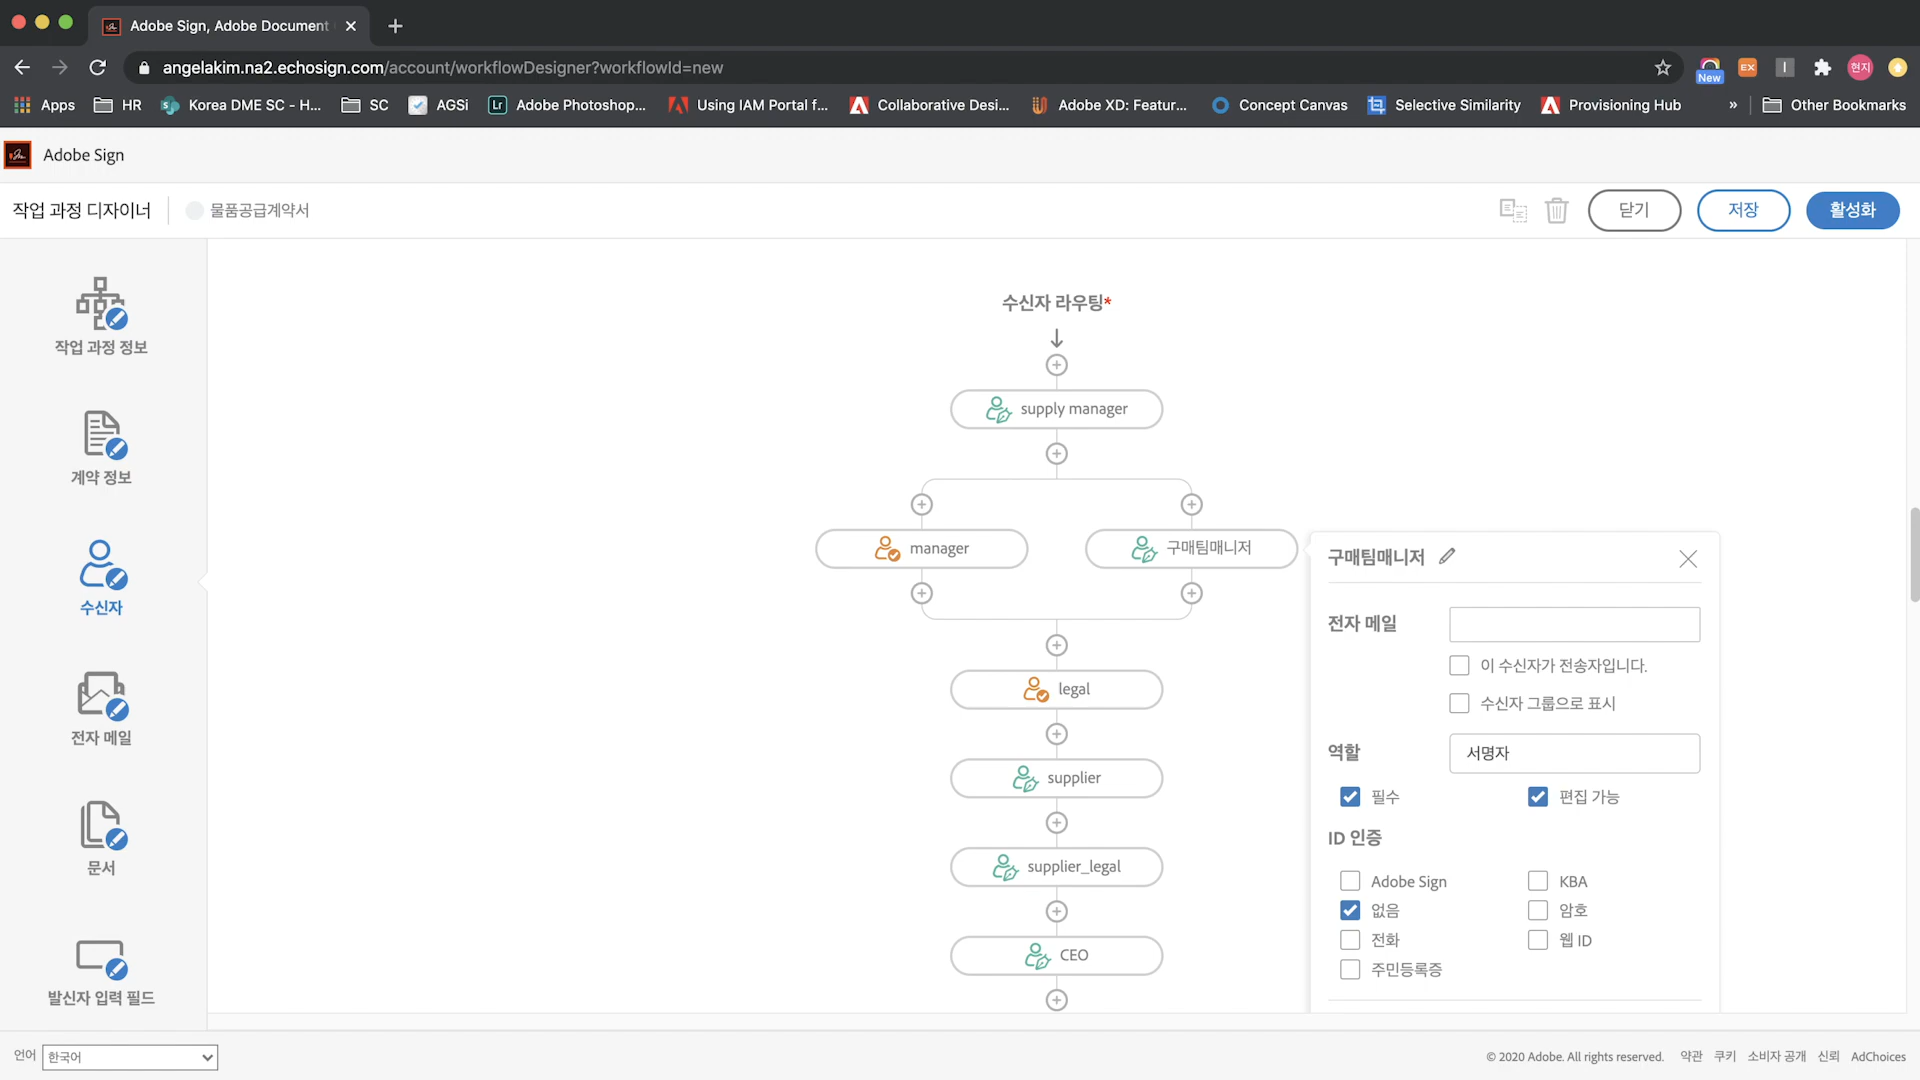 Adobe Sign, Adobe Document
angelakim.na2.echosign.com/account/workflowDesigner?workflowId=new
New
EX
현지
Apps
HR
Korea DME SC - H...
SC
AGSi
Lr
Adobe Photoshop...
Using IAM Portal f...
Collaborative Desi...
Adobe XD: Featur...
Concept Canvas
Selective Similarity
Provisioning Hub
»
Other Bookmarks
Adobe Sign
작업 과정 디자이너
물품공급계약서
닫기
저장
활성화
작업 과정 정보
계약 정보
수신자
전자 메일
문서
발신자 입력 필드
수신자 라우팅*
supply manager
manager
구매팀매니저
legal
supplier
supplier_legal
CEO
구매팀매니저
전자 메일
이 수신자가 전송자입니다.
수신자 그룹으로 표시
역할
서명자
필수
편집 가능
ID 인증
Adobe Sign
KBA
없음
암호
전화
웹 ID
주민등록증
언어
한국어
© 2020 Adobe. All rights reserved.
약관
쿠키
소비자 공개
신뢰
AdChoices